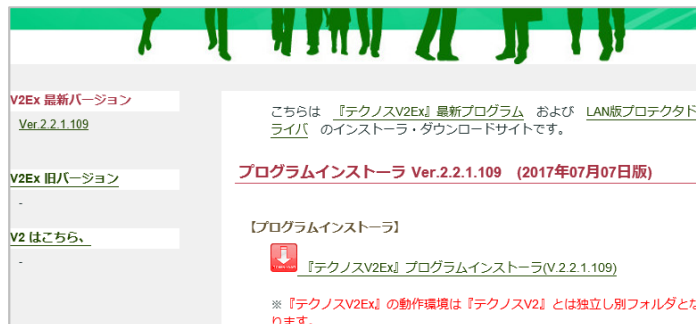 V2Ex 最新バージョン
Ver.2.2.1.109
V2Ex 旧バージョン
-
V2 はこちら、
-
こちらは 『テクノスV2Ex』最新プログラム および LAN版プロテクタド
ライバ のインストーラ・ダウンロードサイトです。
プログラムインストーラ Ver.2.2.1.109 (2017年07月07日版)
【プログラムインストーラ】
『テクノスV2Ex』プログラムインストーラ(V.2.2.1.109)
※『テクノスV2Ex』の動作環境は『テクノスV2』とは独立し別フォルダとな
ります。